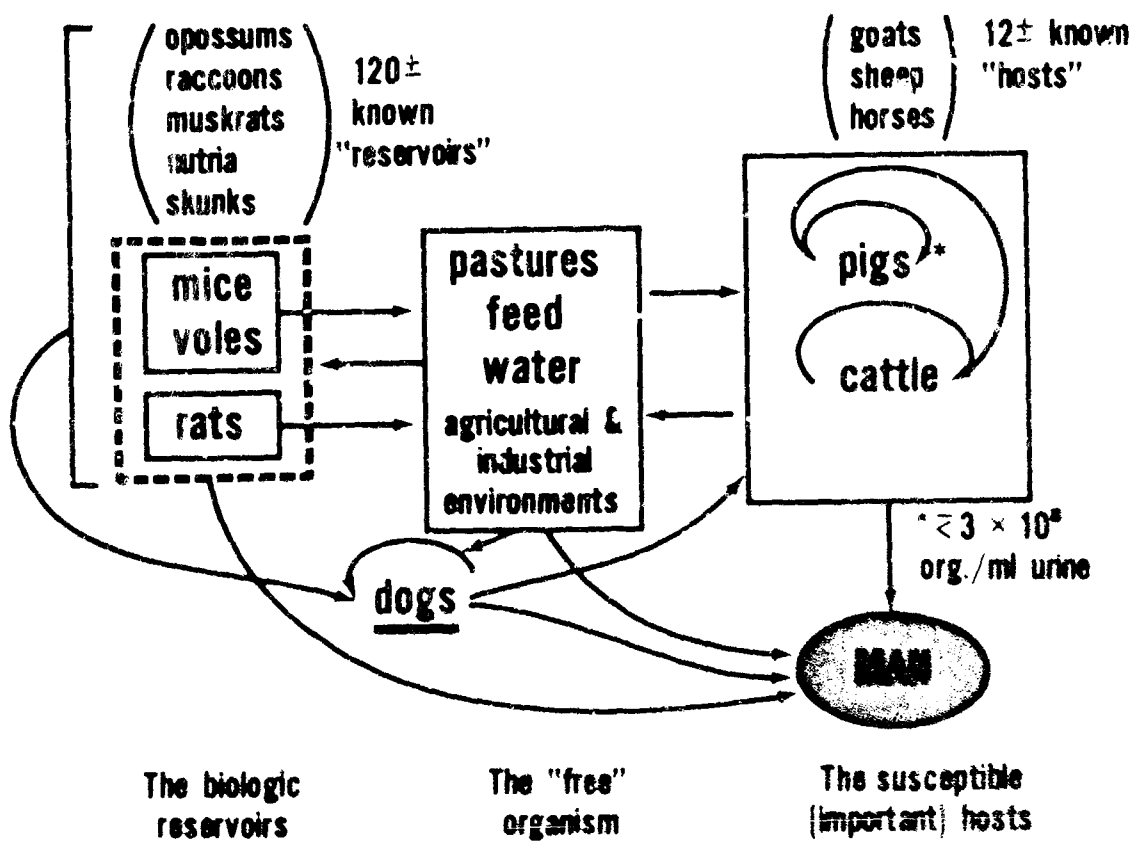 opossums
raccoons
muskrats
nutria
skunks
120±
known
"reservoirs"
goats
sheep
horses
12± known
"hosts"
mice
voles
rats
pastures
feed
water
agricultural &
industrial
environments
pigs*
cattle
dogs
* 3 × 10
org./ml urine
MAN
The biologic
reservoirs
The "free"
organism
The susceptible
(important) hosts